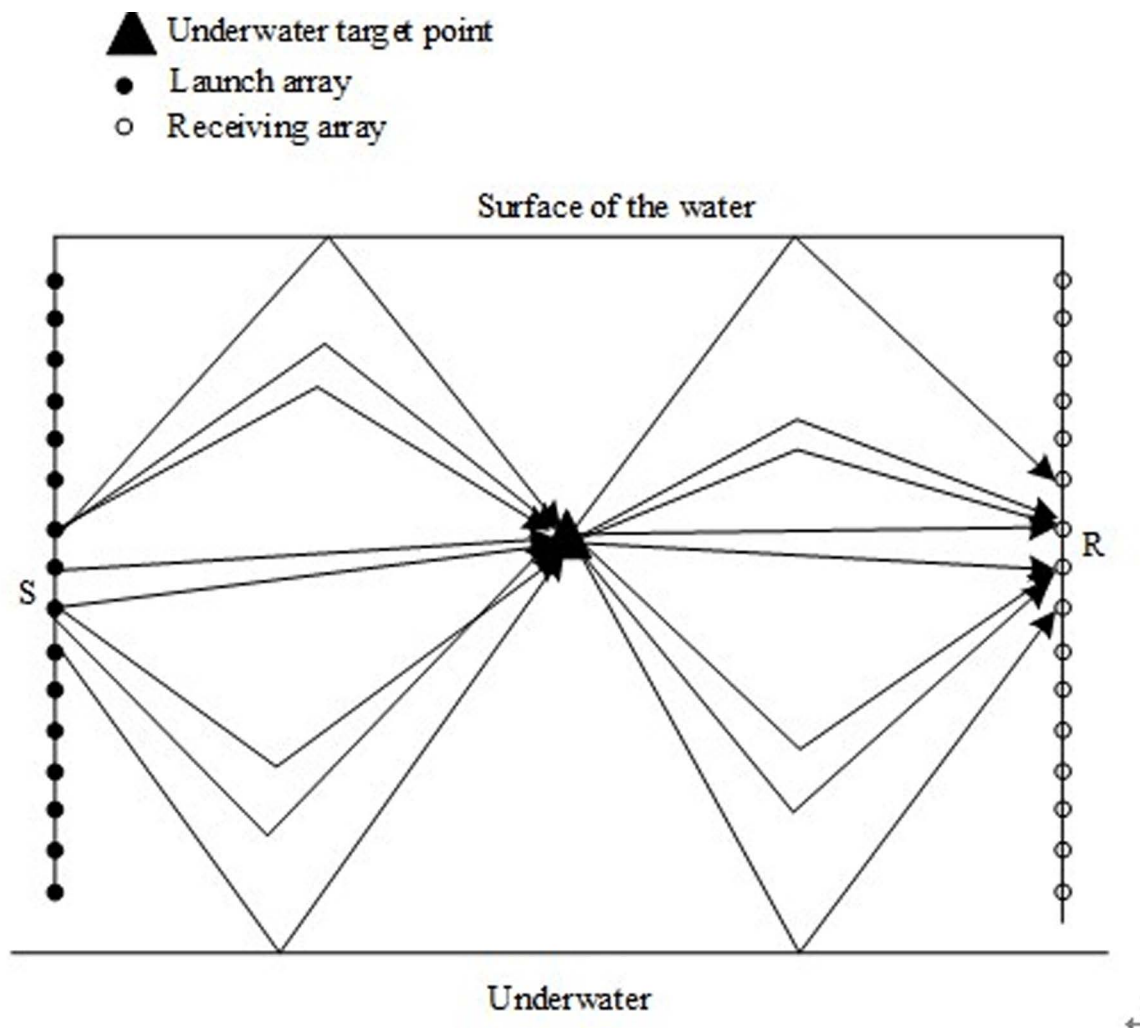 Underwater target point
Launch array
Receiving array
Surface of the water
S
R
Underwater